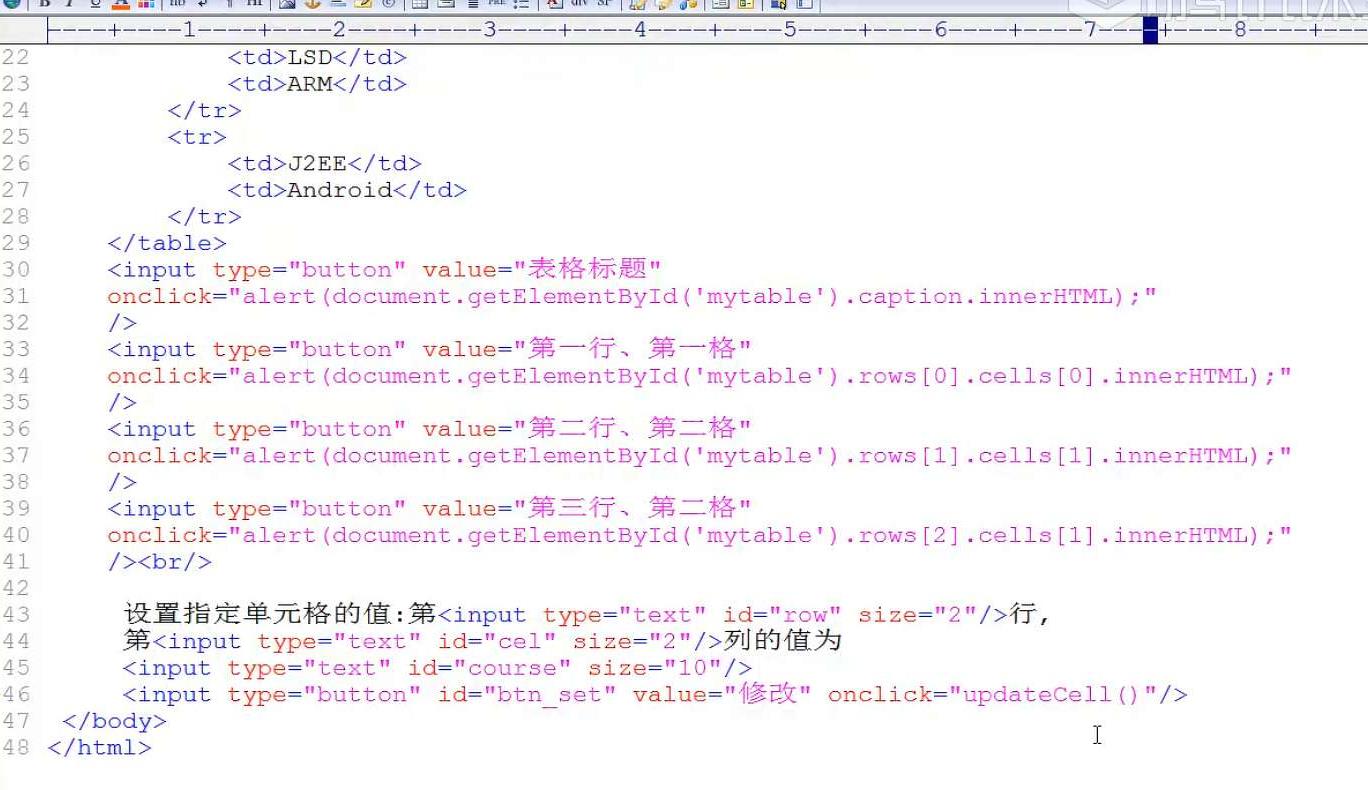 ----+----1----+----2----+----3----+----4----+----5----+----6----+----7----+----8----+
22 <td>LSD</td>
23 <td>ARM</td>
24 </tr>
25 <tr>
26 <td>J2EE</td>
27 <td>Android</td>
28 </tr>
29 </table>
30 <input type="button" value="表格标题"
31 onclick="alert(document.getElementById('mytable').caption.innerHTML);"
32 />
33 <input type="button" value="第一行、第一格"
34 onclick="alert(document.getElementById('mytable').rows[0].cells[0].innerHTML);"
35 />
36 <input type="button" value="第二行、第二格"
37 onclick="alert(document.getElementById('mytable').rows[1].cells[1].innerHTML);"
38 />
39 <input type="button" value="第三行、第二格"
40 onclick="alert(document.getElementById('mytable').rows[2].cells[1].innerHTML);"
41 /><br/>
42
43 设置指定单元格的值:第<input type="text" id="row" size="2"/>行,
44 第<input type="text" id="cel" size="2"/>列的值为
45 <input type="text" id="course" size="10"/>
46 <input type="button" id="btn_set" value="修改" onclick="updateCell()"/>
47 </body>
48 </html>